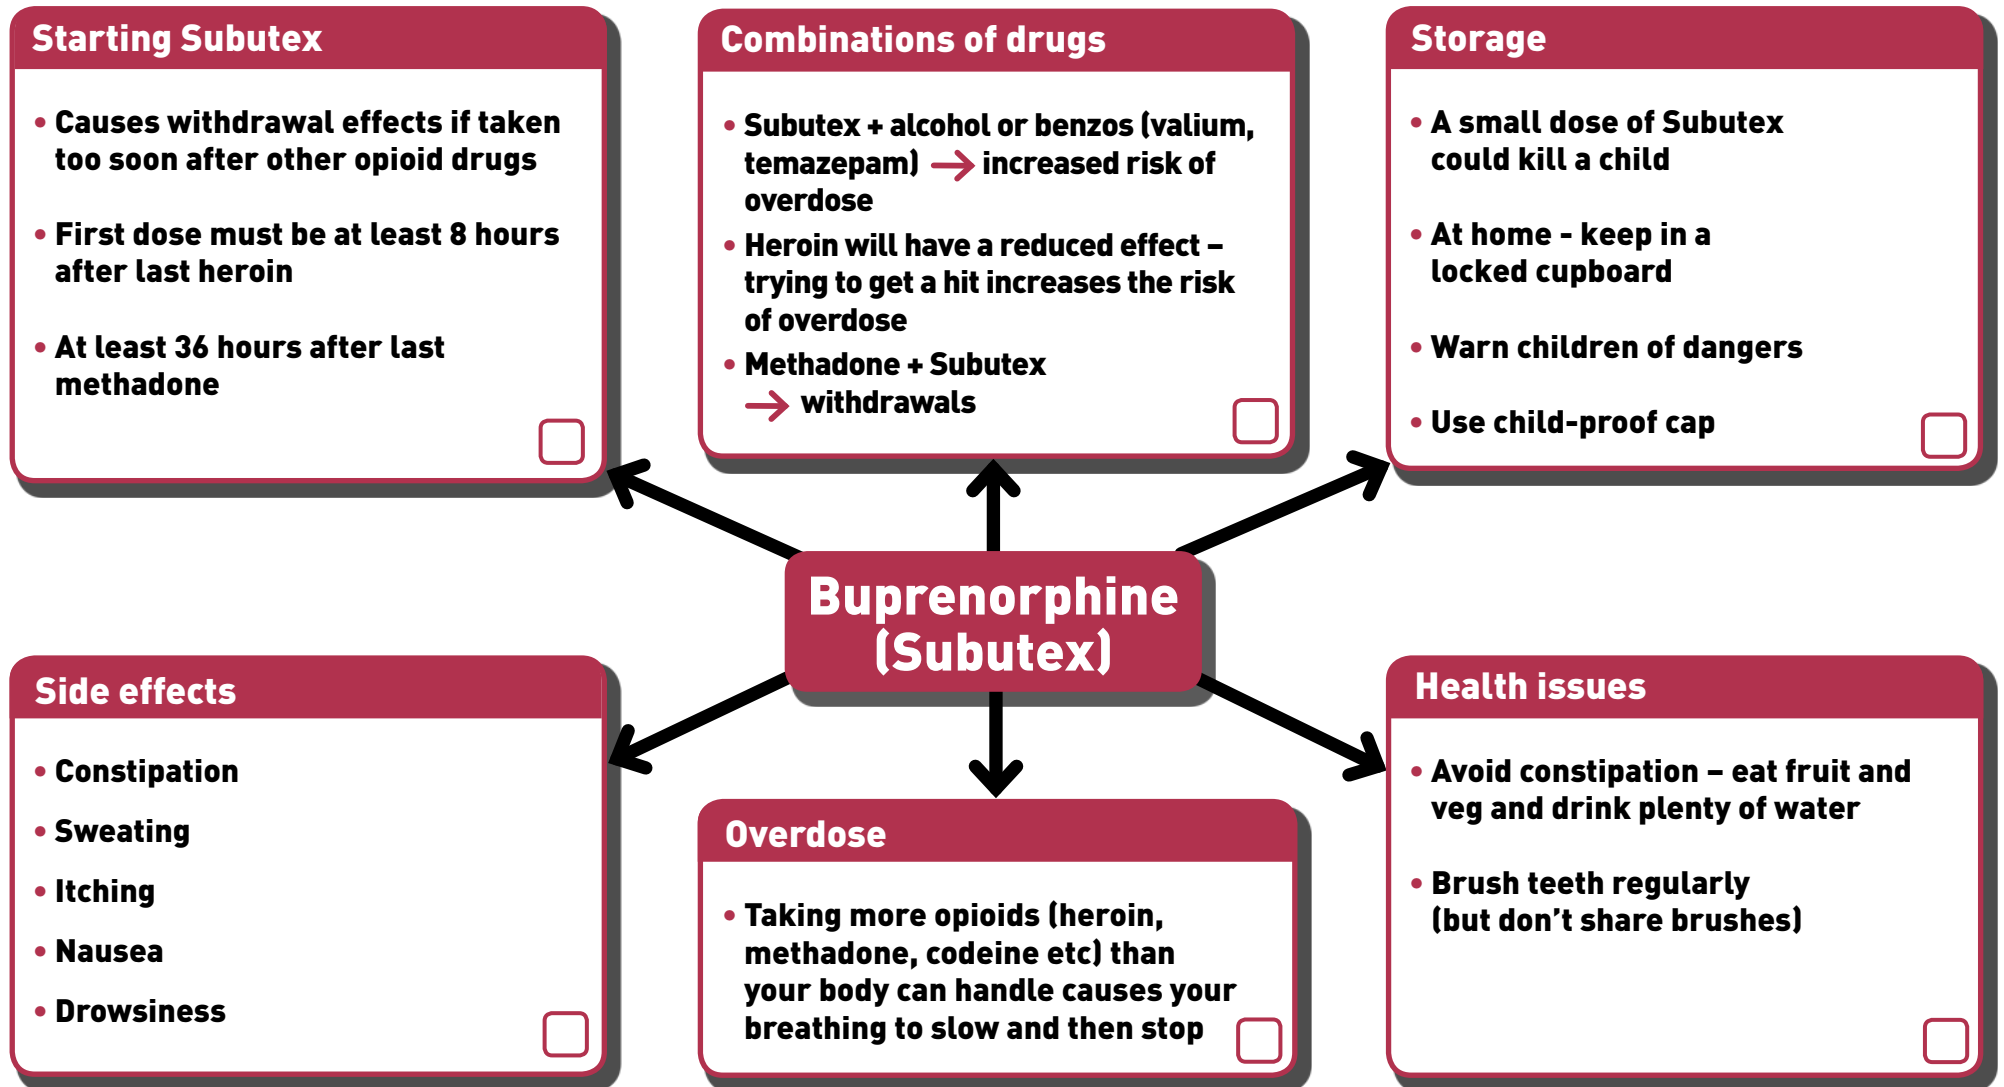 Starting Subutex
• Causes withdrawal effects if taken
too soon after other opioid drugs
• First dose must be at least 8 hours
after last heroin
• At least 36 hours after last
methadone
Combinations of drugs
• Subutex + alcohol or benzos (valium,
temazepam) → increased risk of
overdose
• Heroin will have a reduced effect –
trying to get a hit increases the risk
of overdose
• Methadone + Subutex
→ withdrawals
Storage
• A small dose of Subutex
could kill a child
• At home - keep in a
locked cupboard
• Warn children of dangers
• Use child-proof cap
Buprenorphine
(Subutex)
Side effects
• Constipation
• Sweating
• Itching
• Nausea
• Drowsiness
Overdose
• Taking more opioids (heroin,
methadone, codeine etc) than
your body can handle causes your
breathing to slow and then stop
Health issues
• Avoid constipation – eat fruit and
veg and drink plenty of water
• Brush teeth regularly
(but don’t share brushes)